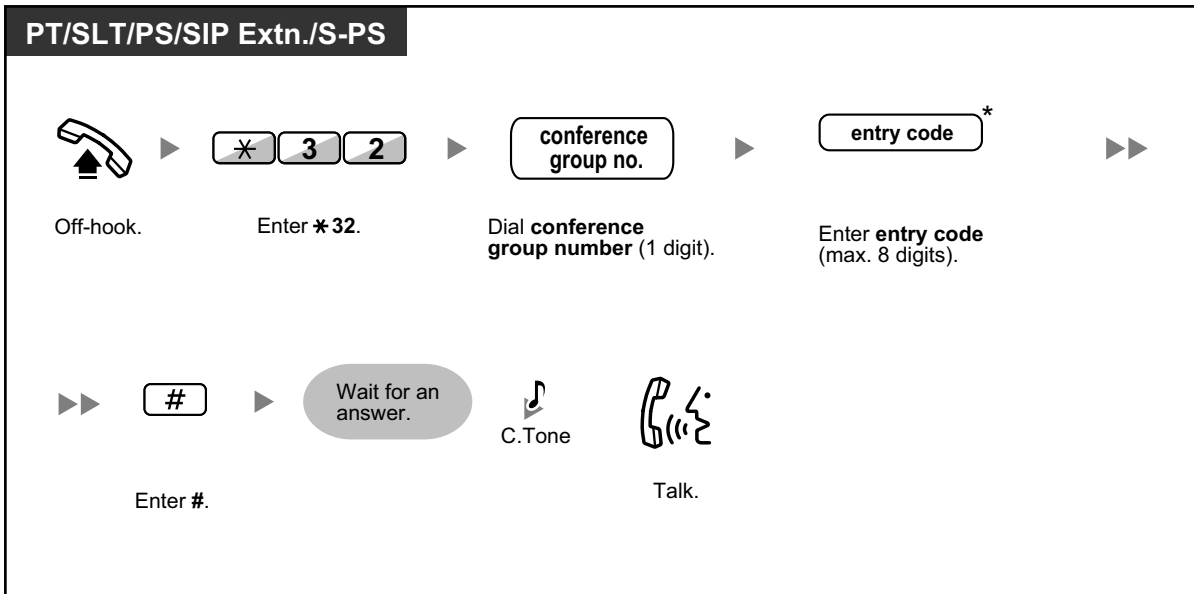 PT/SLT/PS/SIP Extn./S-PS
* 3 2
conference
group no.
entry code*
Off-hook.
Enter *32.
Dial conference
group number (1 digit).
Enter entry code
(max. 8 digits).
#
Wait for an
answer.
C.Tone
Enter #.
Talk.